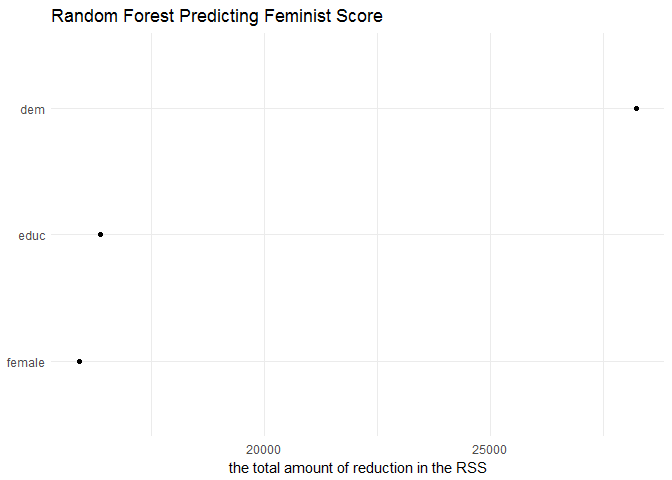 Random Forest Predicting Feminist Score
dem
educ
female
20000 25000
the total amount of reduction in the RSS